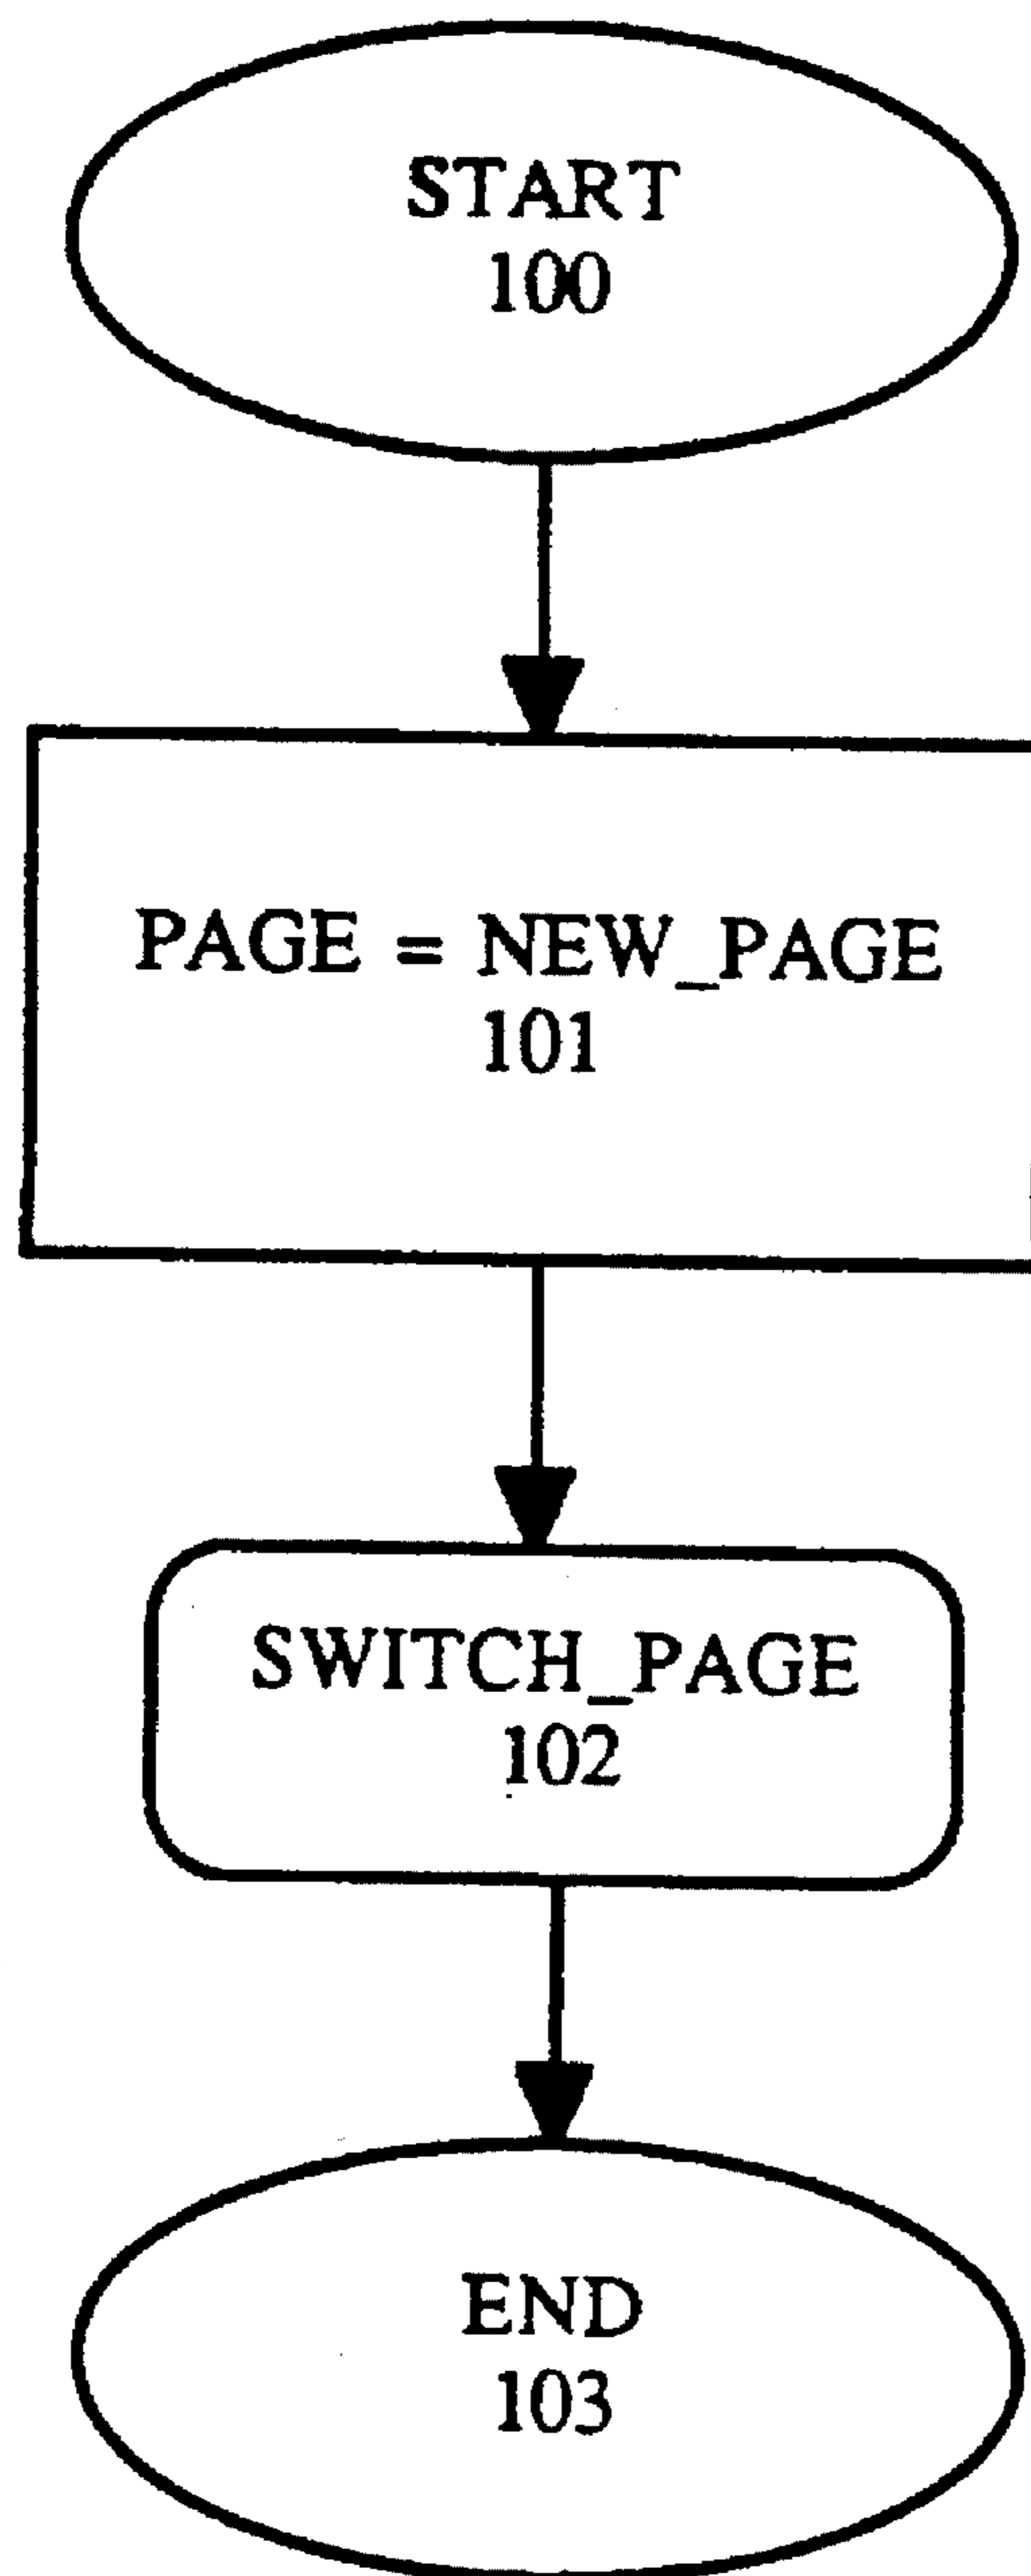 START
100
PAGE = NEW_PAGE
101
SWITCH_PAGE
102
END
103